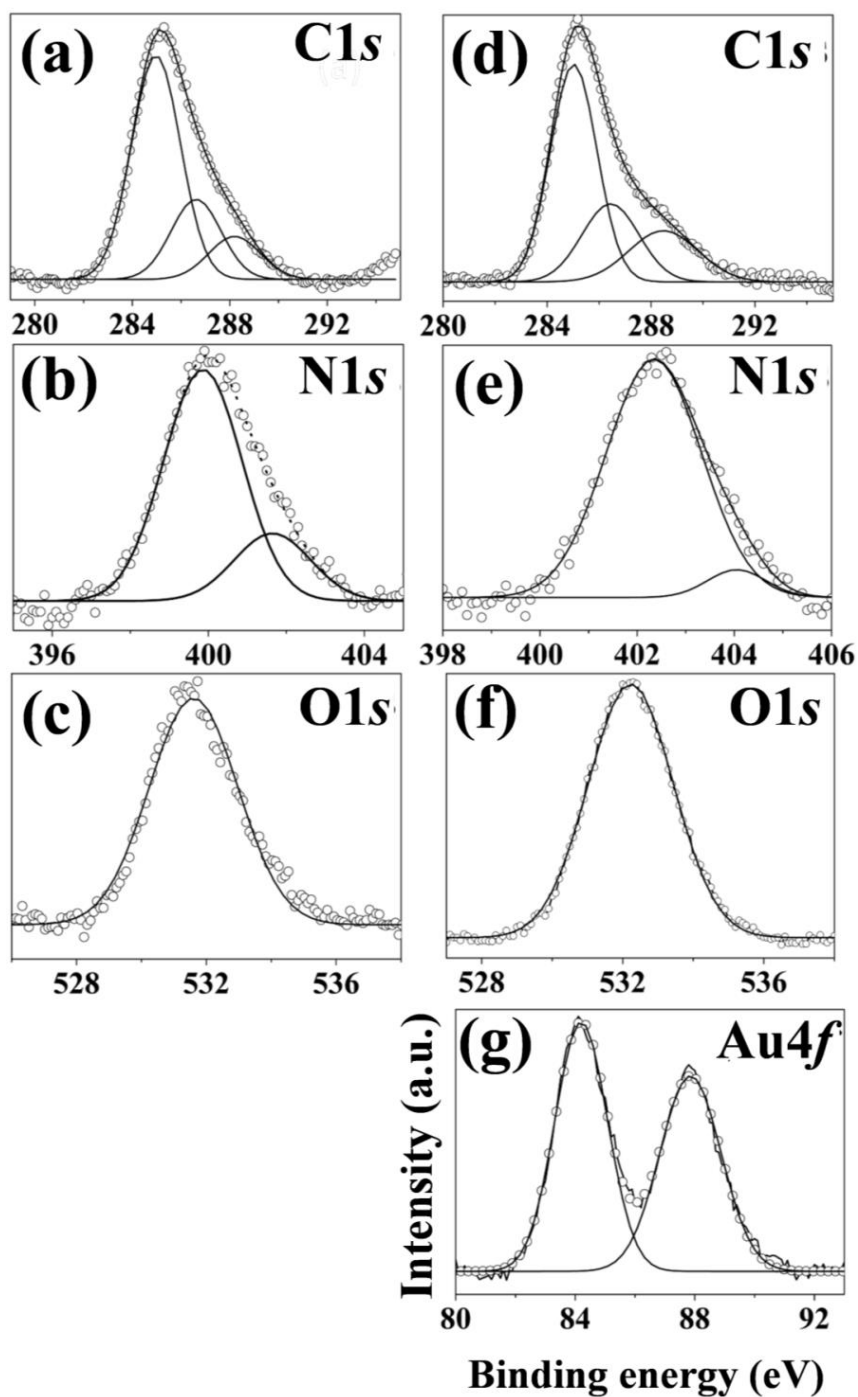 (a) C1s
(d) C1s
280 284 288 292
280 284 288 292
(b) N1s
(e) N1s
396 400 404
398 400 402 404 406
(c) O1s
(f) O1s
528 532 536
528 532 536
(g) Au4f
Intensity (a.u.)
80 84 88 92
Binding energy (eV)